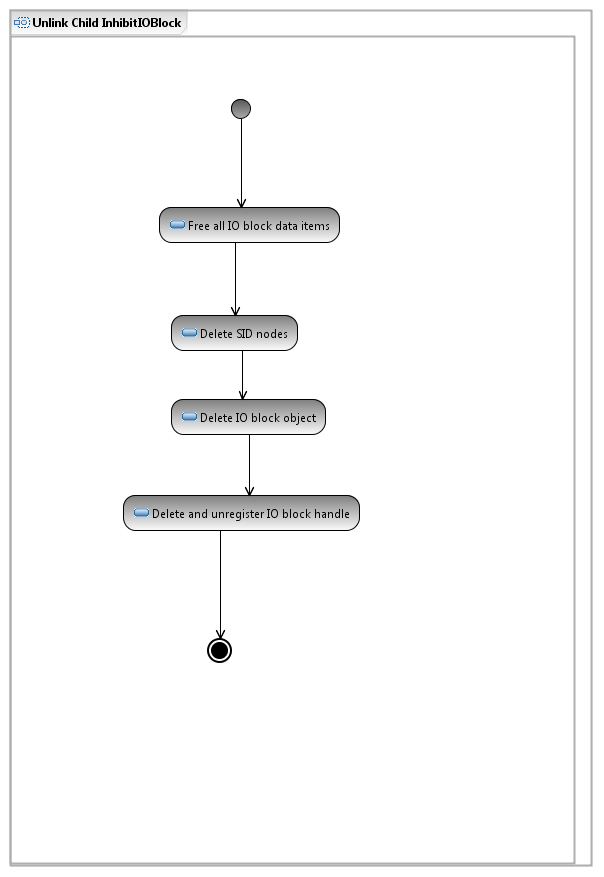 Unlink Child InhibitIOBlock
Free all IO block data items
Delete SID nodes
Delete IO block object
Delete and unregister IO block handle